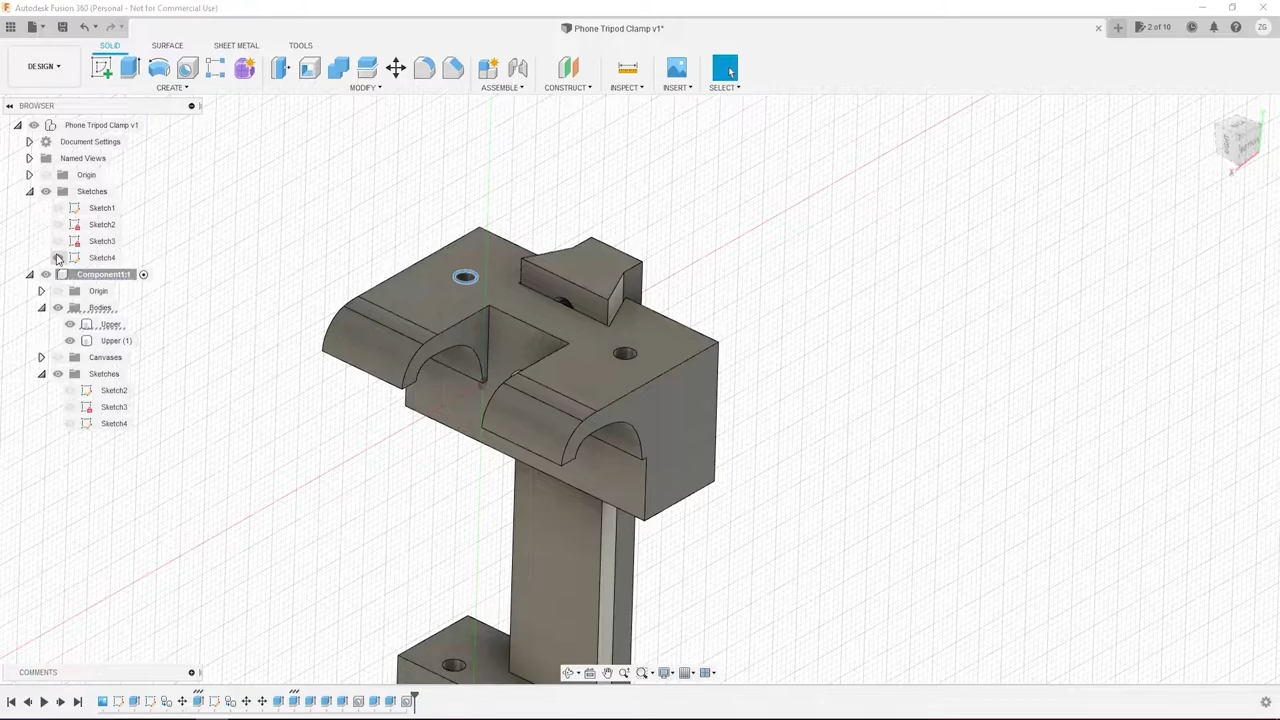 Autodesk Fusion 360 (Personal - Not for Commercial Use)
Phone Tripod Clamp v1*
2 of 10
ZG
DESIGN
SOLID
SURFACE
SHEET METAL
TOOLS
CREATE
MODIFY
ASSEMBLE
CONSTRUCT
INSPECT
INSERT
SELECT
BROWSER
Phone Tripod Clamp v1
Document Settings
Named Views
Origin
Sketches
Sketch1
Sketch2
Sketch3
Sketch4
Component1:1
Origin
Bodies
Upper
Upper (1)
Canvases
Sketches
Sketch2
Sketch3
Sketch4
RIGHT
X
Y
COMMENTS